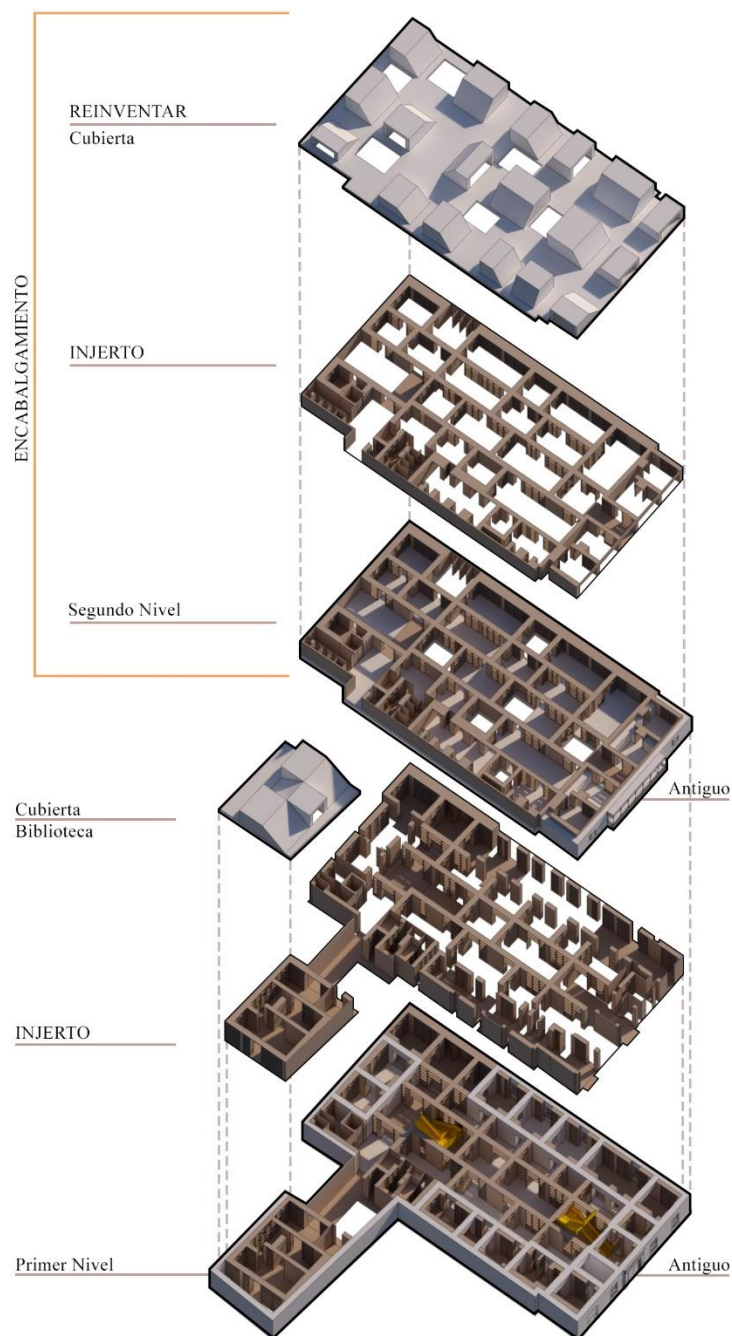 REINVENTAR
Cubierta
ENCABALGAMIENTO
INJERTO
Segundo Nivel
Antiguo
Cubierta
Biblioteca
INJERTO
Primer Nivel
Antiguo